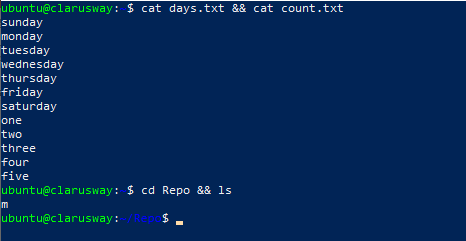 ubuntu@clarusway:~$ cat days.txt && cat count.txt
sunday
monday
tuesday
wednesday
thursday
friday
saturday
one
two
three
four
five
ubuntu@clarusway:~$ cd Repo && ls
m
ubuntu@clarusway:~/Repo$